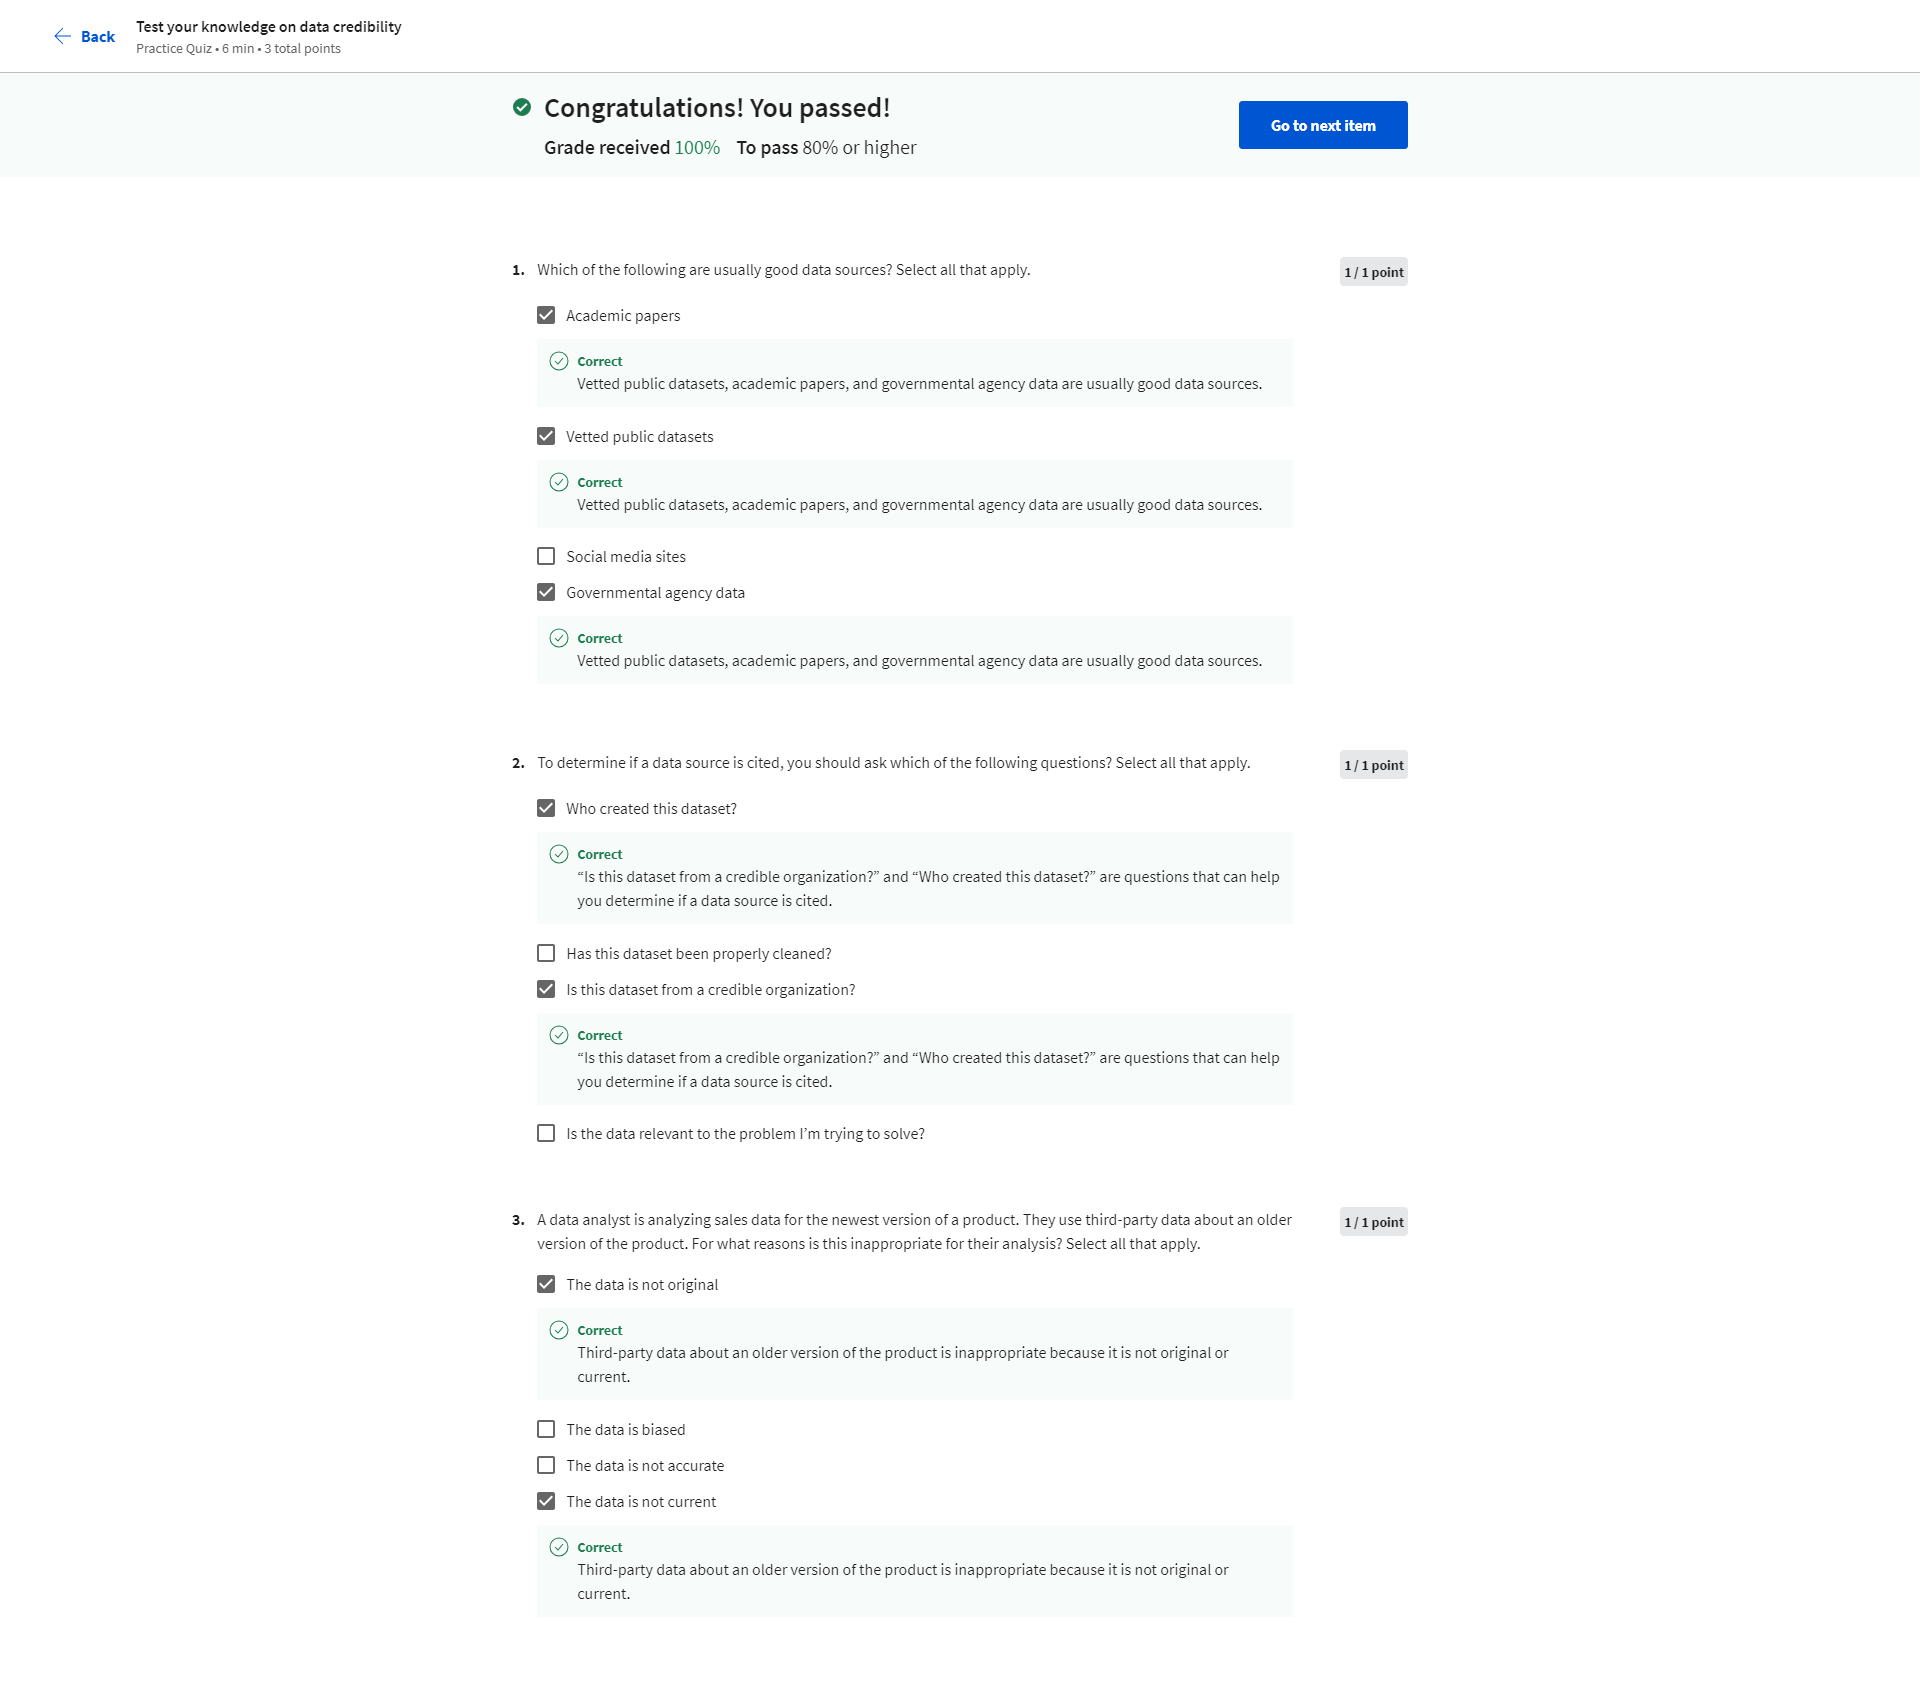 Back
Test your knowledge on data credibility
Practice Quiz • 6 min • 3 total points
Congratulations! You passed!
Grade received 100% To pass 80% or higher
Go to next item
1. Which of the following are usually good data sources? Select all that apply.
1 / 1 point
Academic papers
Correct
Vetted public datasets, academic papers, and governmental agency data are usually good data sources.
Vetted public datasets
Correct
Vetted public datasets, academic papers, and governmental agency data are usually good data sources.
Social media sites
Governmental agency data
Correct
Vetted public datasets, academic papers, and governmental agency data are usually good data sources.
2. To determine if a data source is cited, you should ask which of the following questions? Select all that apply.
1 / 1 point
Who created this dataset?
Correct
“Is this dataset from a credible organization?” and “Who created this dataset?” are questions that can help
you determine if a data source is cited.
Has this dataset been properly cleaned?
Is this dataset from a credible organization?
Correct
“Is this dataset from a credible organization?” and “Who created this dataset?” are questions that can help
you determine if a data source is cited.
Is the data relevant to the problem I’m trying to solve?
3. A data analyst is analyzing sales data for the newest version of a product. They use third-party data about an older
version of the product. For what reasons is this inappropriate for their analysis? Select all that apply.
1 / 1 point
The data is not original
Correct
Third-party data about an older version of the product is inappropriate because it is not original or
current.
The data is biased
The data is not accurate
The data is not current
Correct
Third-party data about an older version of the product is inappropriate because it is not original or
current.